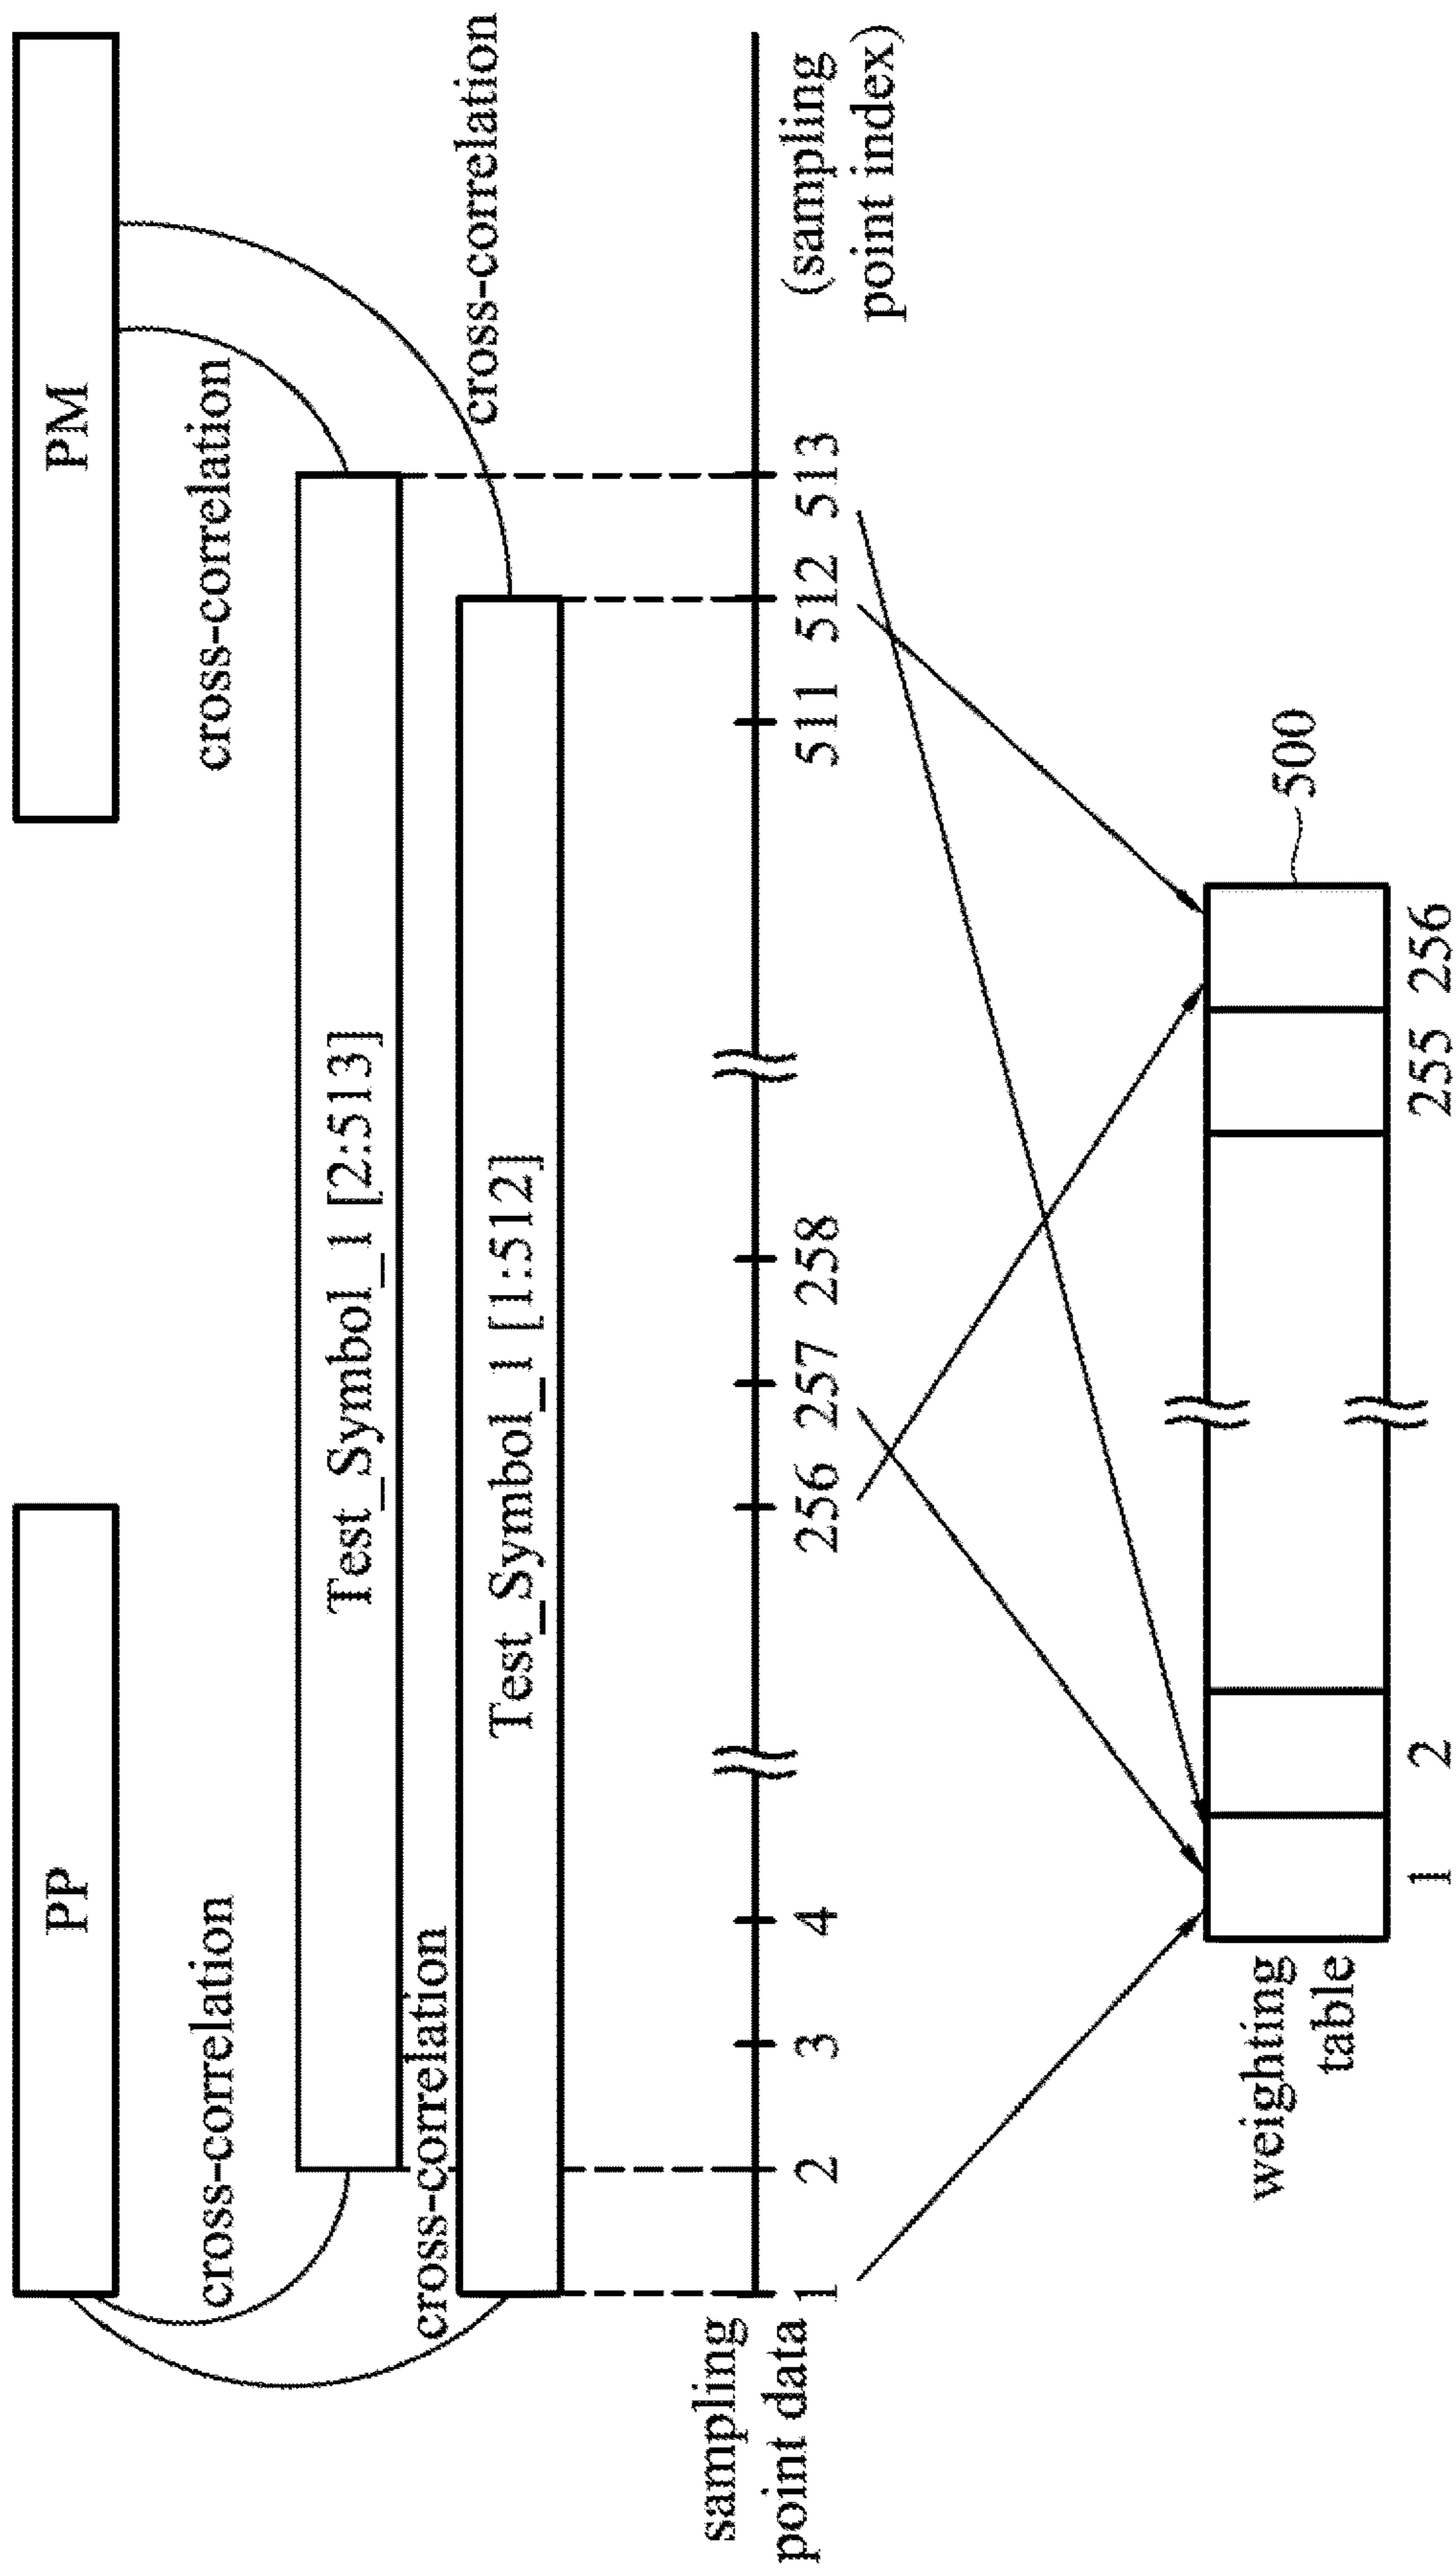 PP
PM
cross-correlation
cross-correlation
Test_Symbol_1 [2:513]
cross-correlation
cross-correlation
Test_Symbol_1 [1:512]
sampling
point data
1 2 3 4 256 257 258 511 512 513
(sampling
point index)
weighting
table
500
1 2 255 256